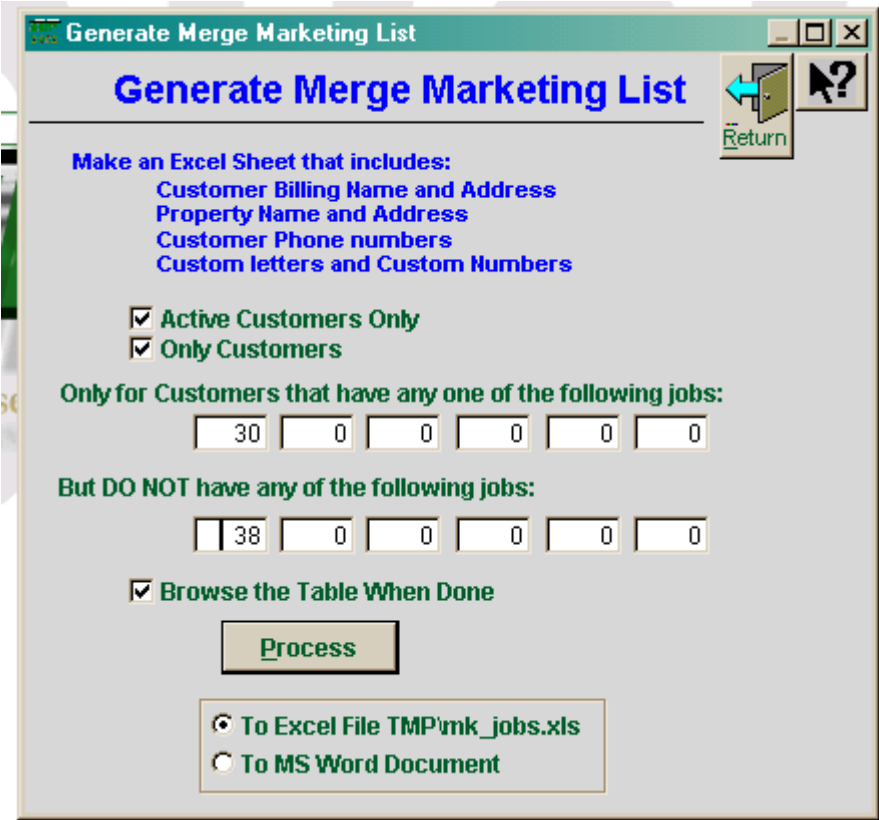 Generate Merge Marketing List
Generate Merge Marketing List
?
Return
Make an Excel Sheet that includes:
Customer Billing Name and Address
Property Name and Address
Customer Phone numbers
Custom letters and Custom Numbers
Active Customers Only
Only Customers
Only for Customers that have any one of the following jobs:
30 0 0 0 0 0
But DO NOT have any of the following jobs:
38 0 0 0 0 0
Browse the Table When Done
Process
To Excel File TMP\mk_jobs.xls
To MS Word Document